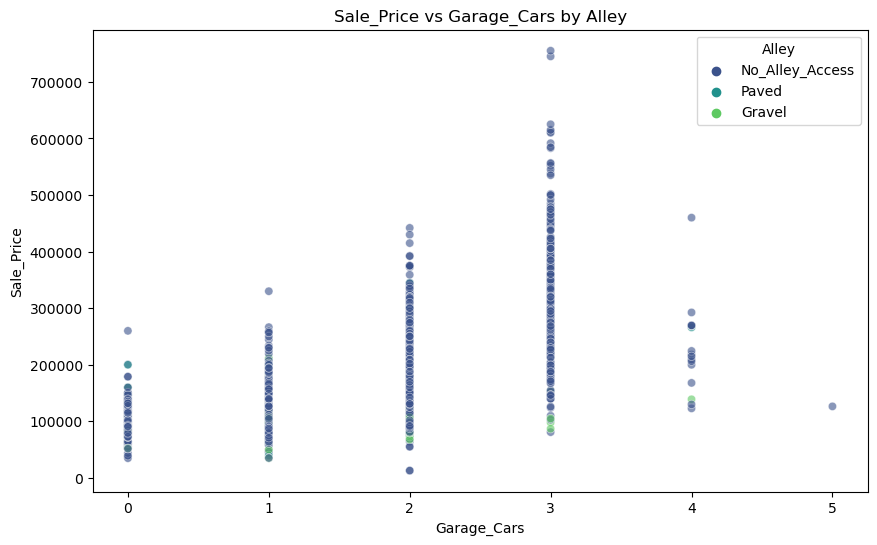 Sale_Price vs Garage_Cars by Alley
Alley
No_Alley_Access
Paved
Gravel
700000
600000
500000
400000
300000
200000
100000
0
Sale_Price
0 1 2 3 4 5
Garage_Cars